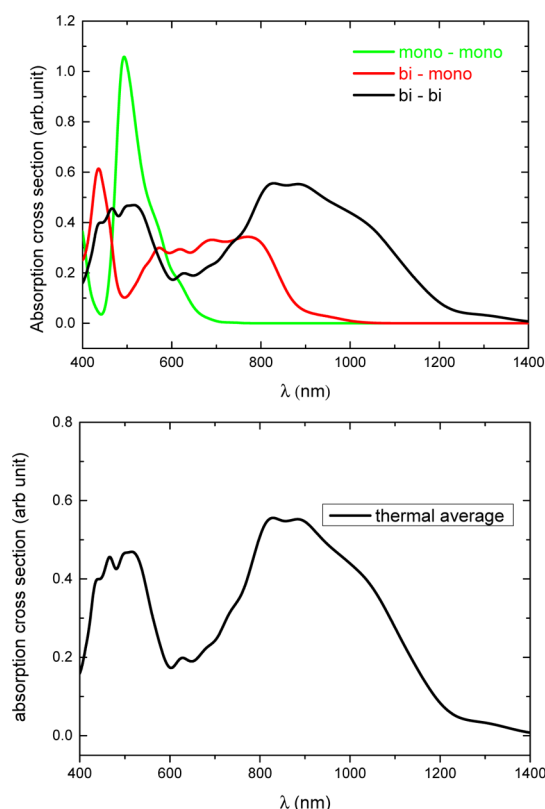 1.2
1.0
0.8
0.6
0.4
0.2
0.0
Absorption cross section (arb.unit)
mono - mono
bi - mono
bi - bi
400 600 800 1000 1200 1400
λ (nm)
0.8
0.6
0.4
0.2
0.0
absorption cross section (arb unit)
thermal average
400 600 800 1000 1200 1400
λ (nm)